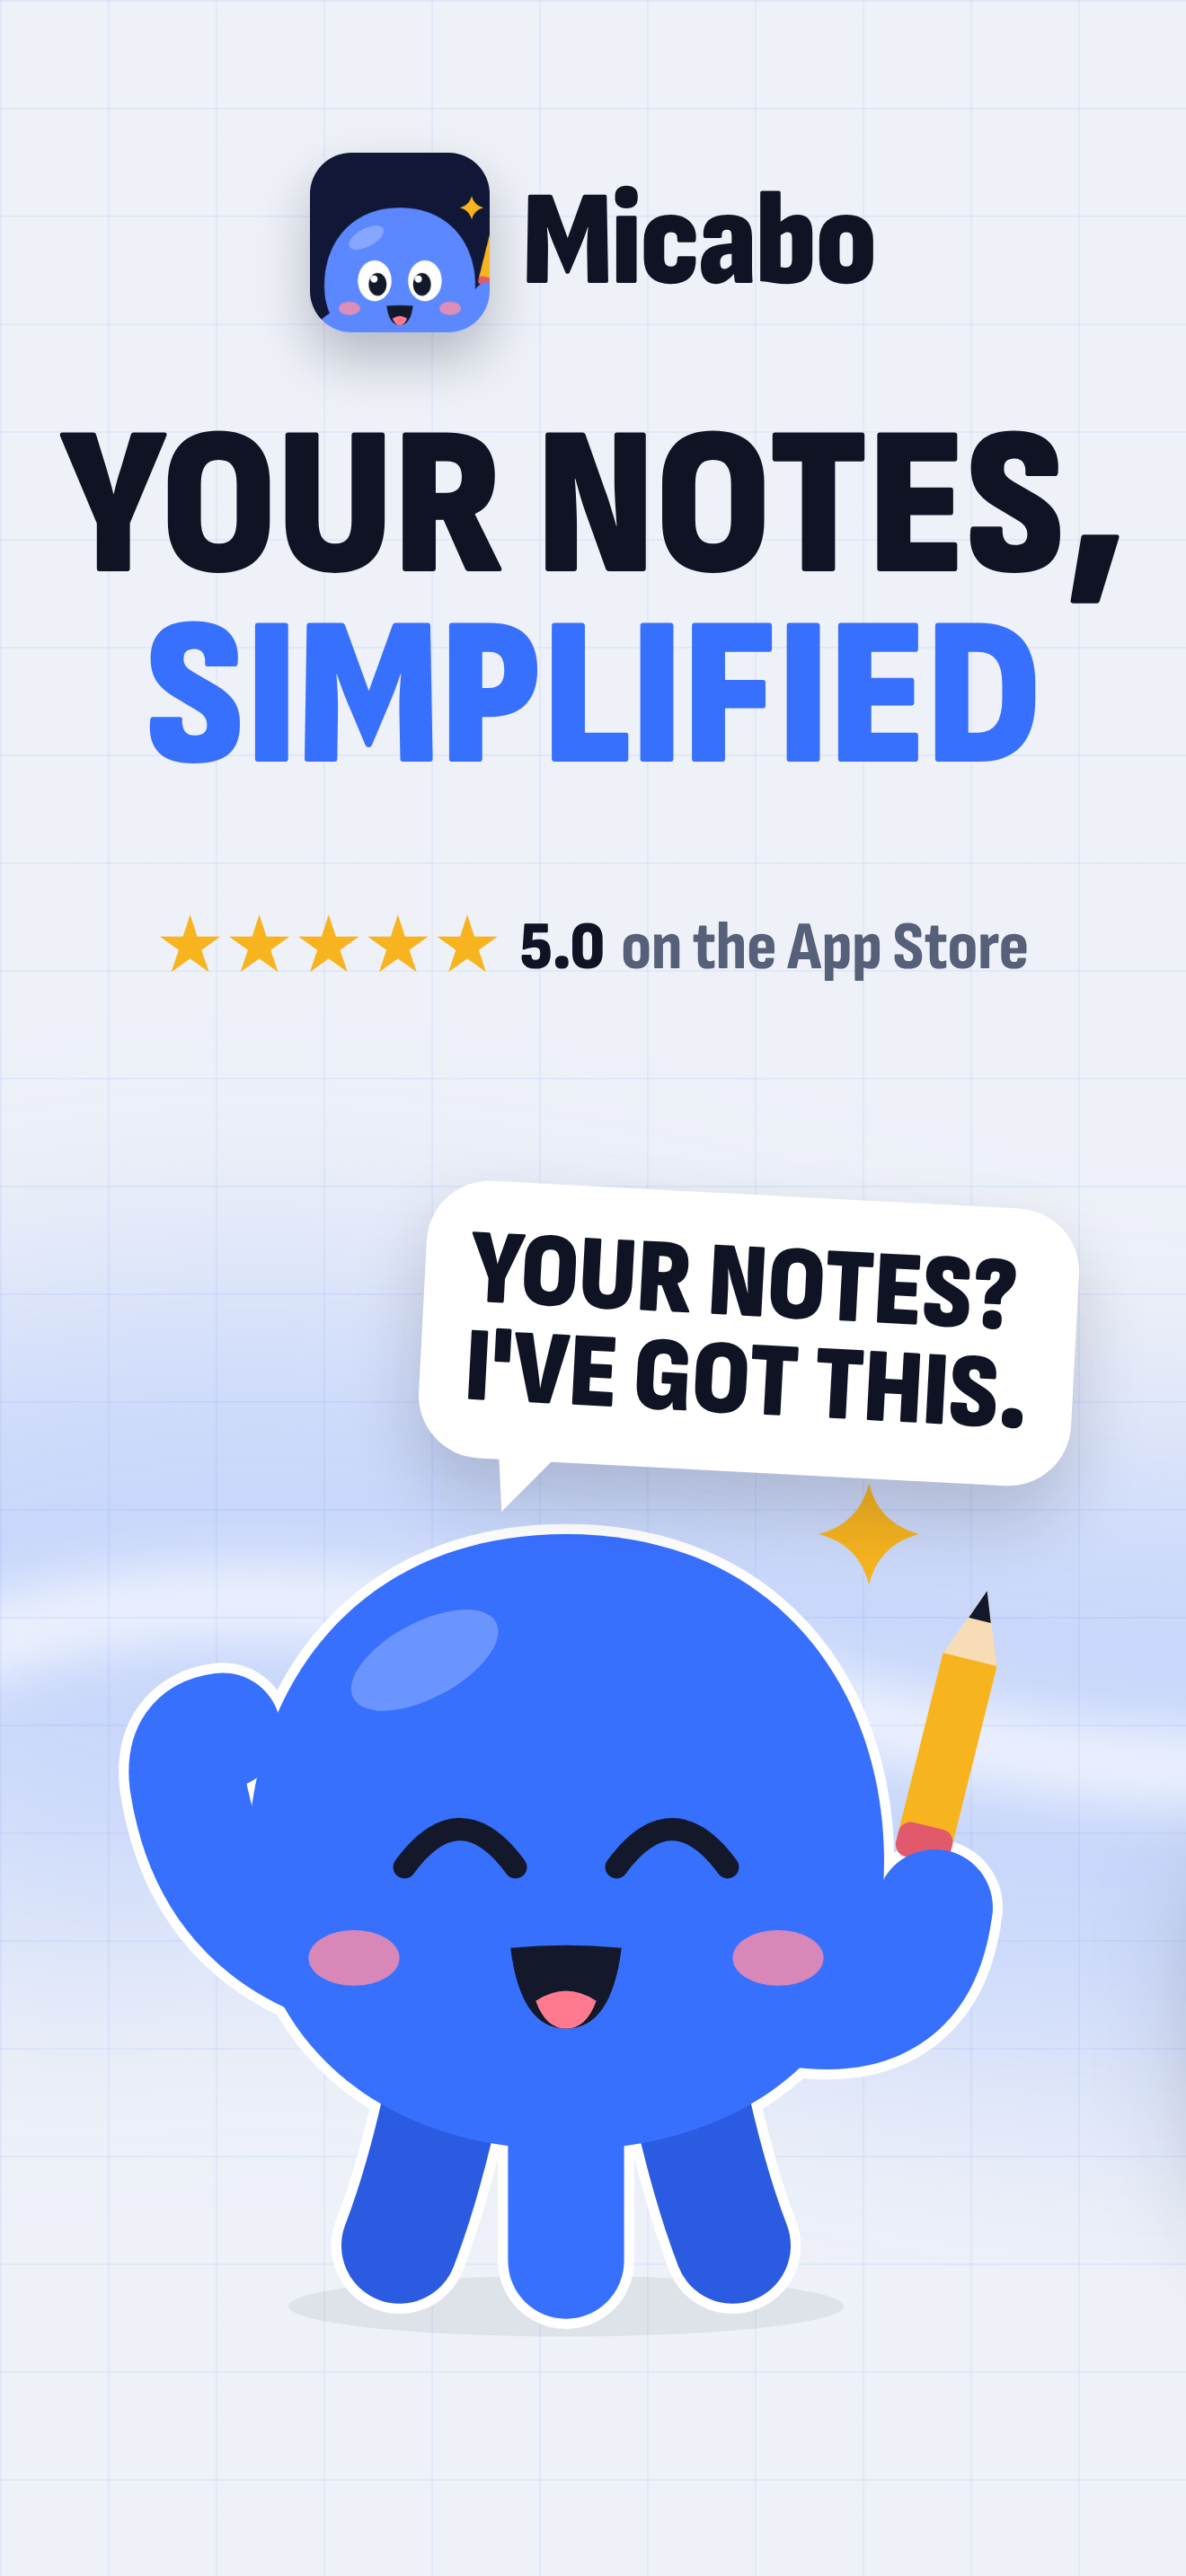 Micabo
YOUR NOTES,
SIMPLIFIED
5.0 on the App Store
YOUR NOTES?
I'VE GOT THIS.